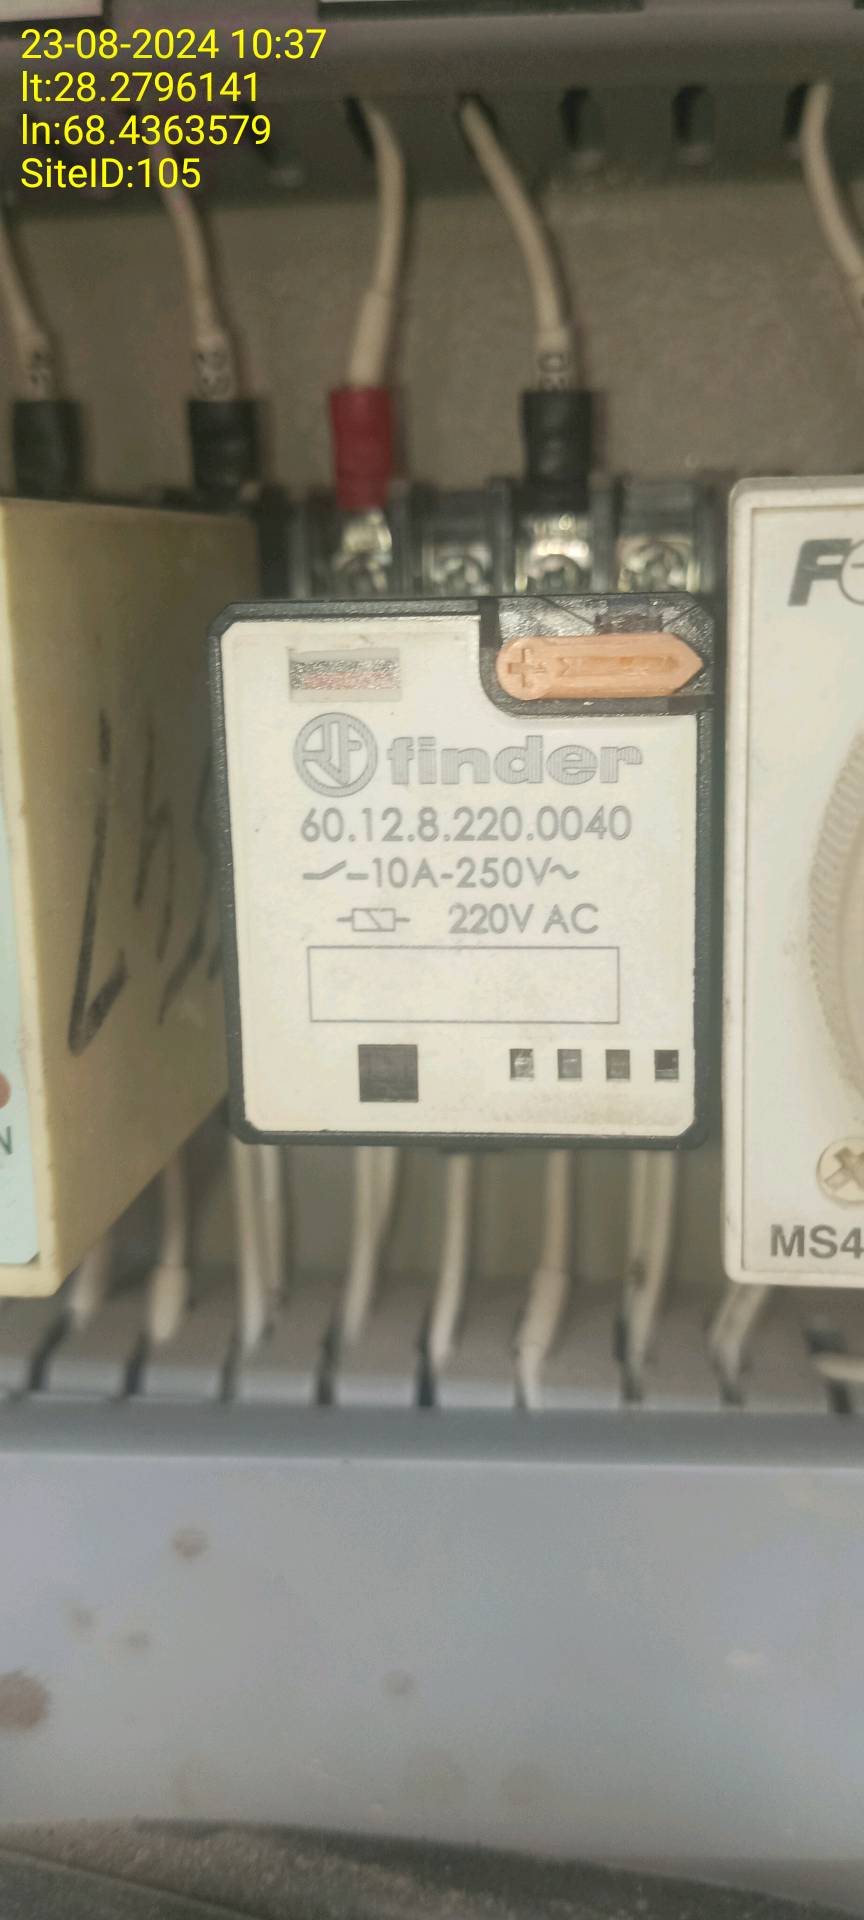 23-08-2024 10:37
lt:28.2796141
ln:68.4363579
SiteID:105
finder
60.12.8.220.0040
10A-250V~
220V AC
N
MS4